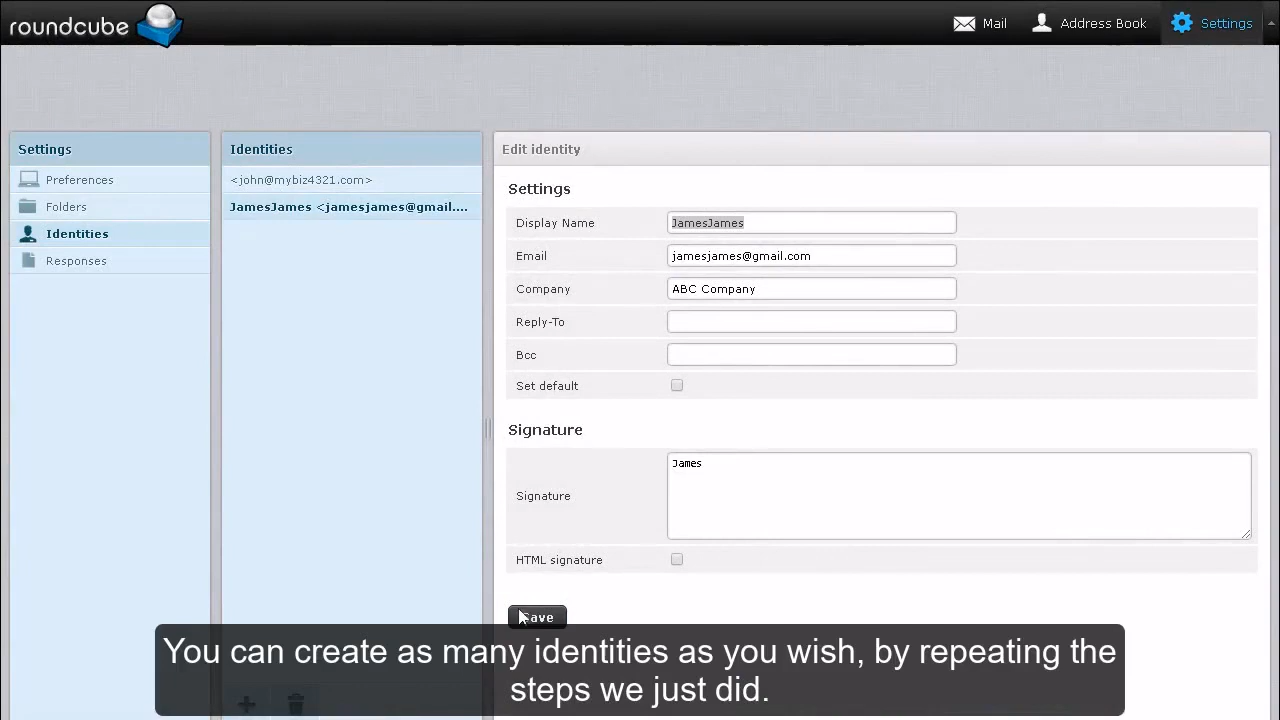 roundcube
Mail
Address Book
Settings
Settings
Preferences
Folders
Identities
Responses
Identities
<john@mybiz4321.com>
JamesJames <jamesjames@gmail....
Edit identity
Settings
Display Name JamesJames
Email jamesjames@gmail.com
Company ABC Company
Reply-To
Bcc
Set default
Signature
Signature James
HTML signature
Save
You can create as many identities as you wish, by repeating the
steps we just did.